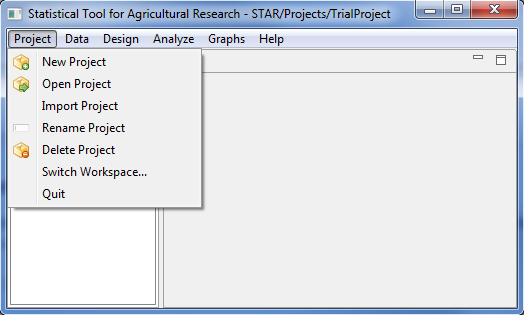 Statistical Tool for Agricultural Research - STAR/Projects/TrialProject
Project Data Design Analyze Graphs Help
New Project
Open Project
Import Project
Rename Project
Delete Project
Switch Workspace...
Quit